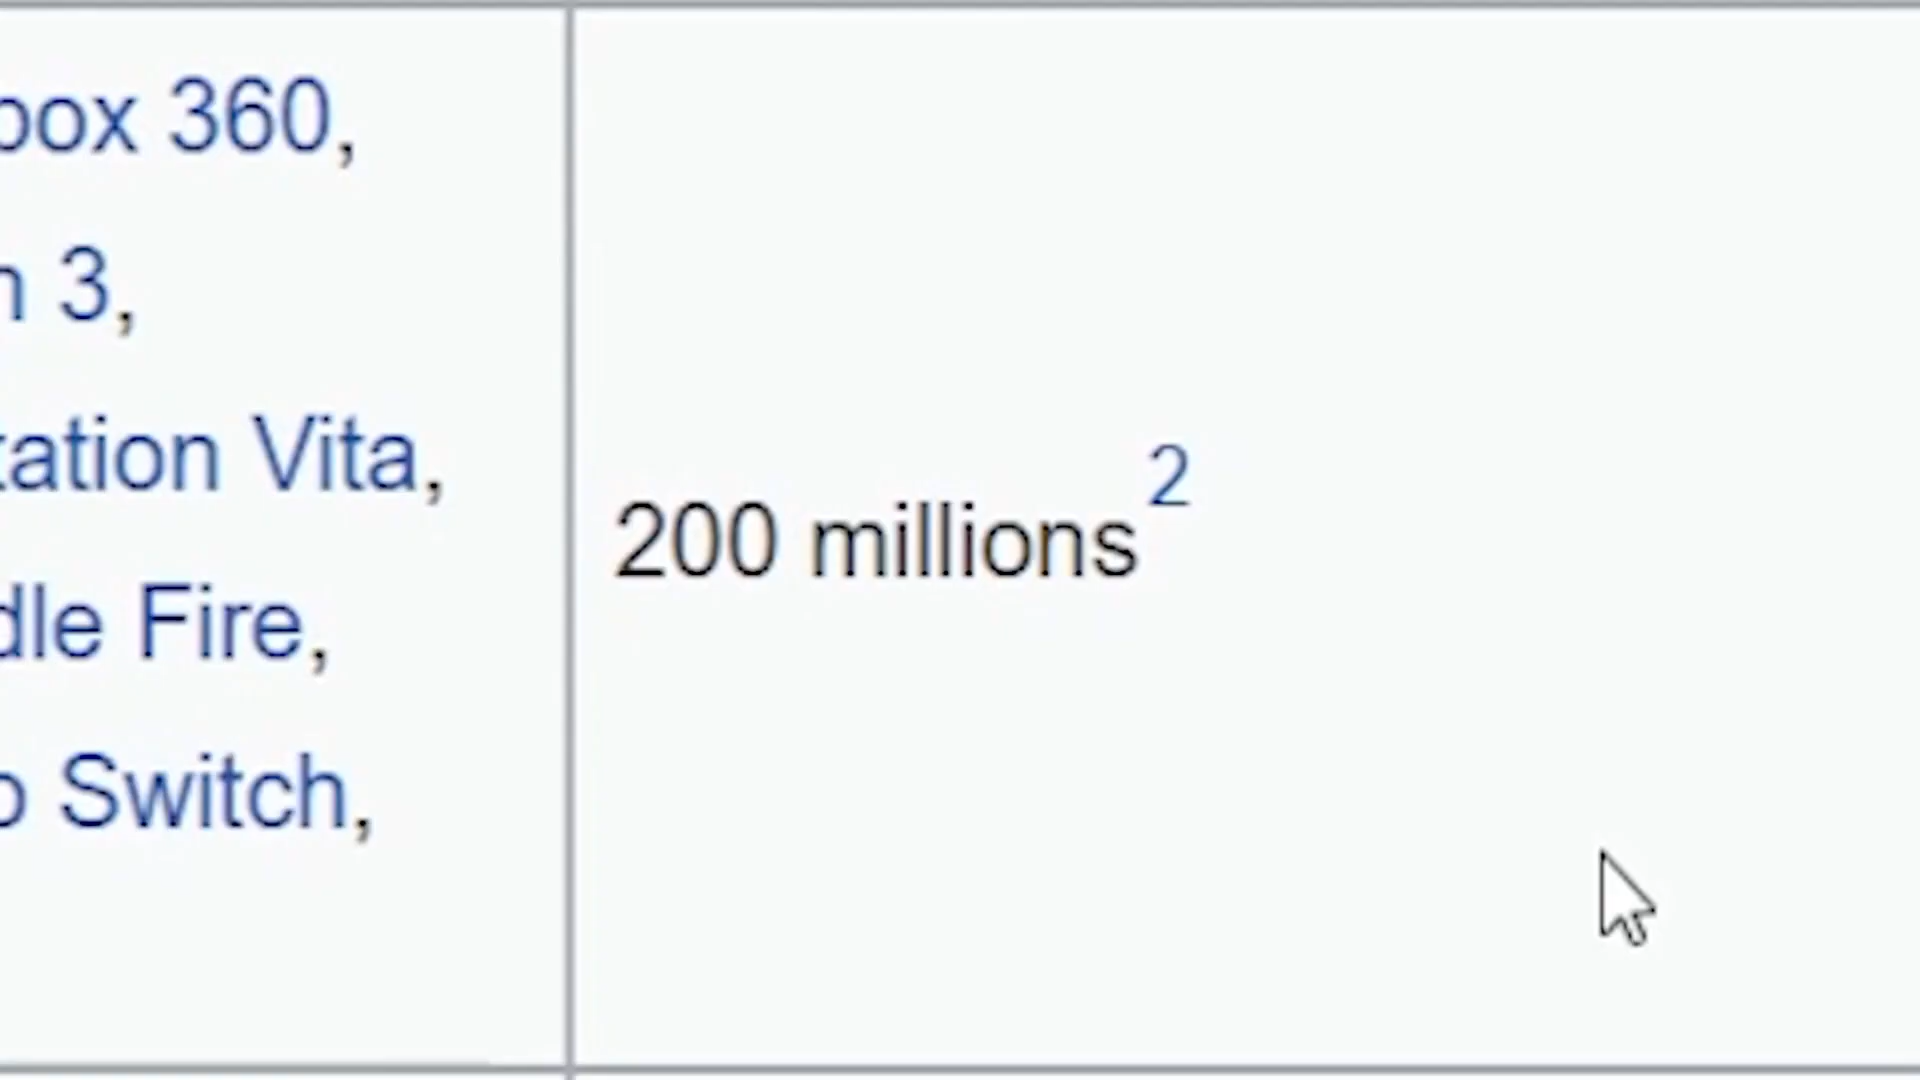 box 360,
n 3,
tation Vita,
dle Fire,
o Switch,
200 millions2